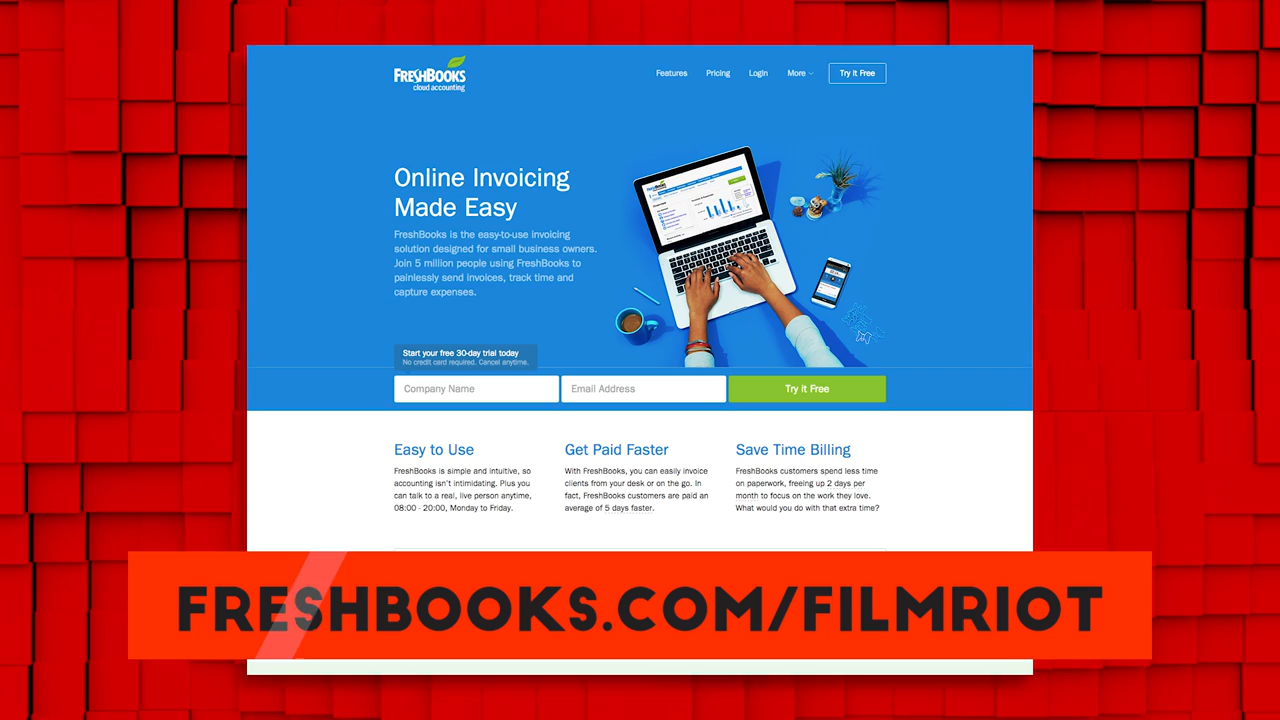 FRESHBOOKS
cloud accounting
Features Pricing Login More Try it Free
Online Invoicing
Made Easy
FreshBooks is the easy-to-use invoicing
solution designed for small business owners.
Join 5 million people using FreshBooks to
painlessly send invoices, track time and
capture expenses.
Start your free 30-day trial today
No credit card required. Cancel anytime.
Company Name Email Address Try it Free
Easy to Use
FreshBooks is simple and intuitive, so
accounting isn't intimidating. Plus you
can talk to a real, live person anytime,
08:00 - 20:00, Monday to Friday.
Get Paid Faster
With FreshBooks, you can easily invoice
clients from your desk or on the go. In
fact, FreshBooks customers are paid an
average of 5 days faster.
Save Time Billing
FreshBooks customers spend less time
on paperwork, freeing up 2 days per
month to focus on the work they love.
What would you do with that extra time?
FRESHBOOKS.COM/FILMRIOT